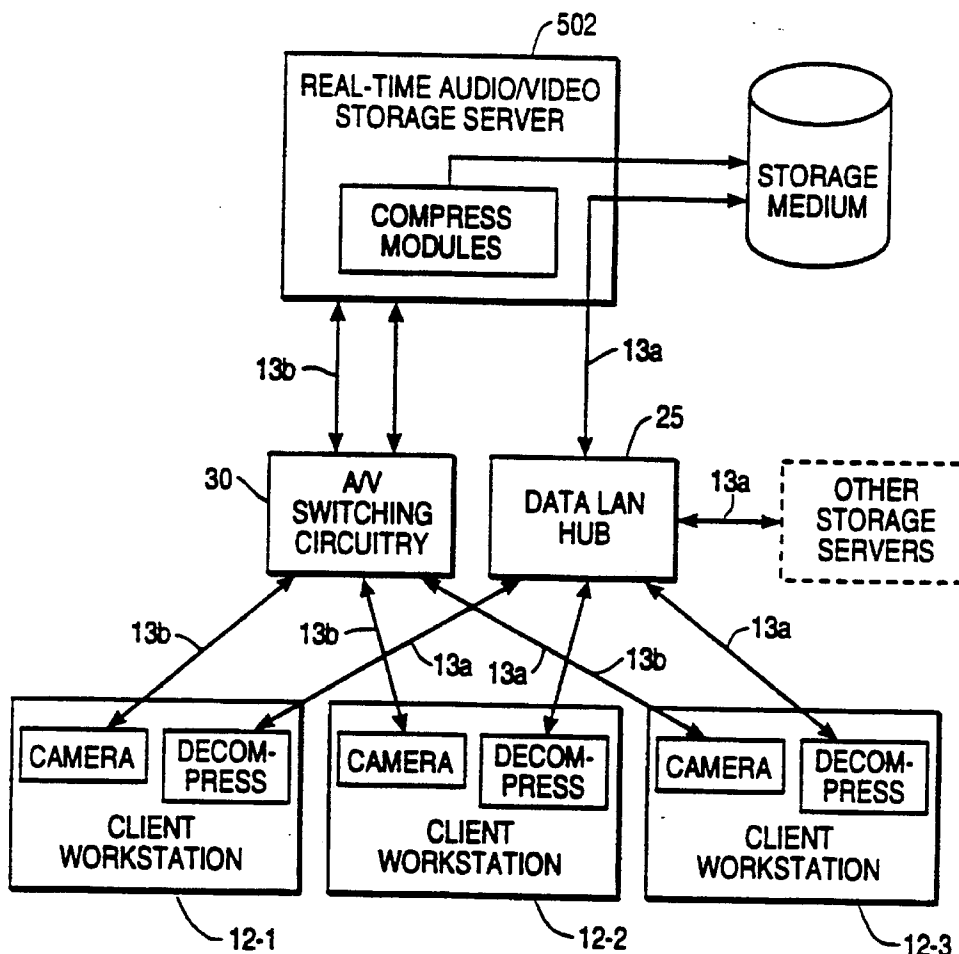 502
REAL-TIME AUDIO/VIDEO
STORAGE SERVER
COMPRESS
MODULES
STORAGE
MEDIUM
13b
13a
30
A/V
SWITCHING
CIRCUITRY
25
DATA LAN
HUB
13a
OTHER
STORAGE
SERVERS
13b
13b
13a
13a
13b
13a
CAMERA
DECOM-
PRESS
CLIENT
WORKSTATION
CAMERA
DECOM-
PRESS
CLIENT
WORKSTATION
CAMERA
DECOM-
PRESS
CLIENT
WORKSTATION
12-1
12-2
12-3